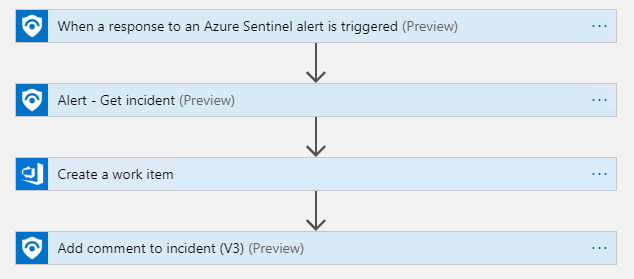 When a response to an Azure Sentinel alert is triggered (Preview)
Alert - Get incident (Preview)
Create a work item
Add comment to incident (V3) (Preview)